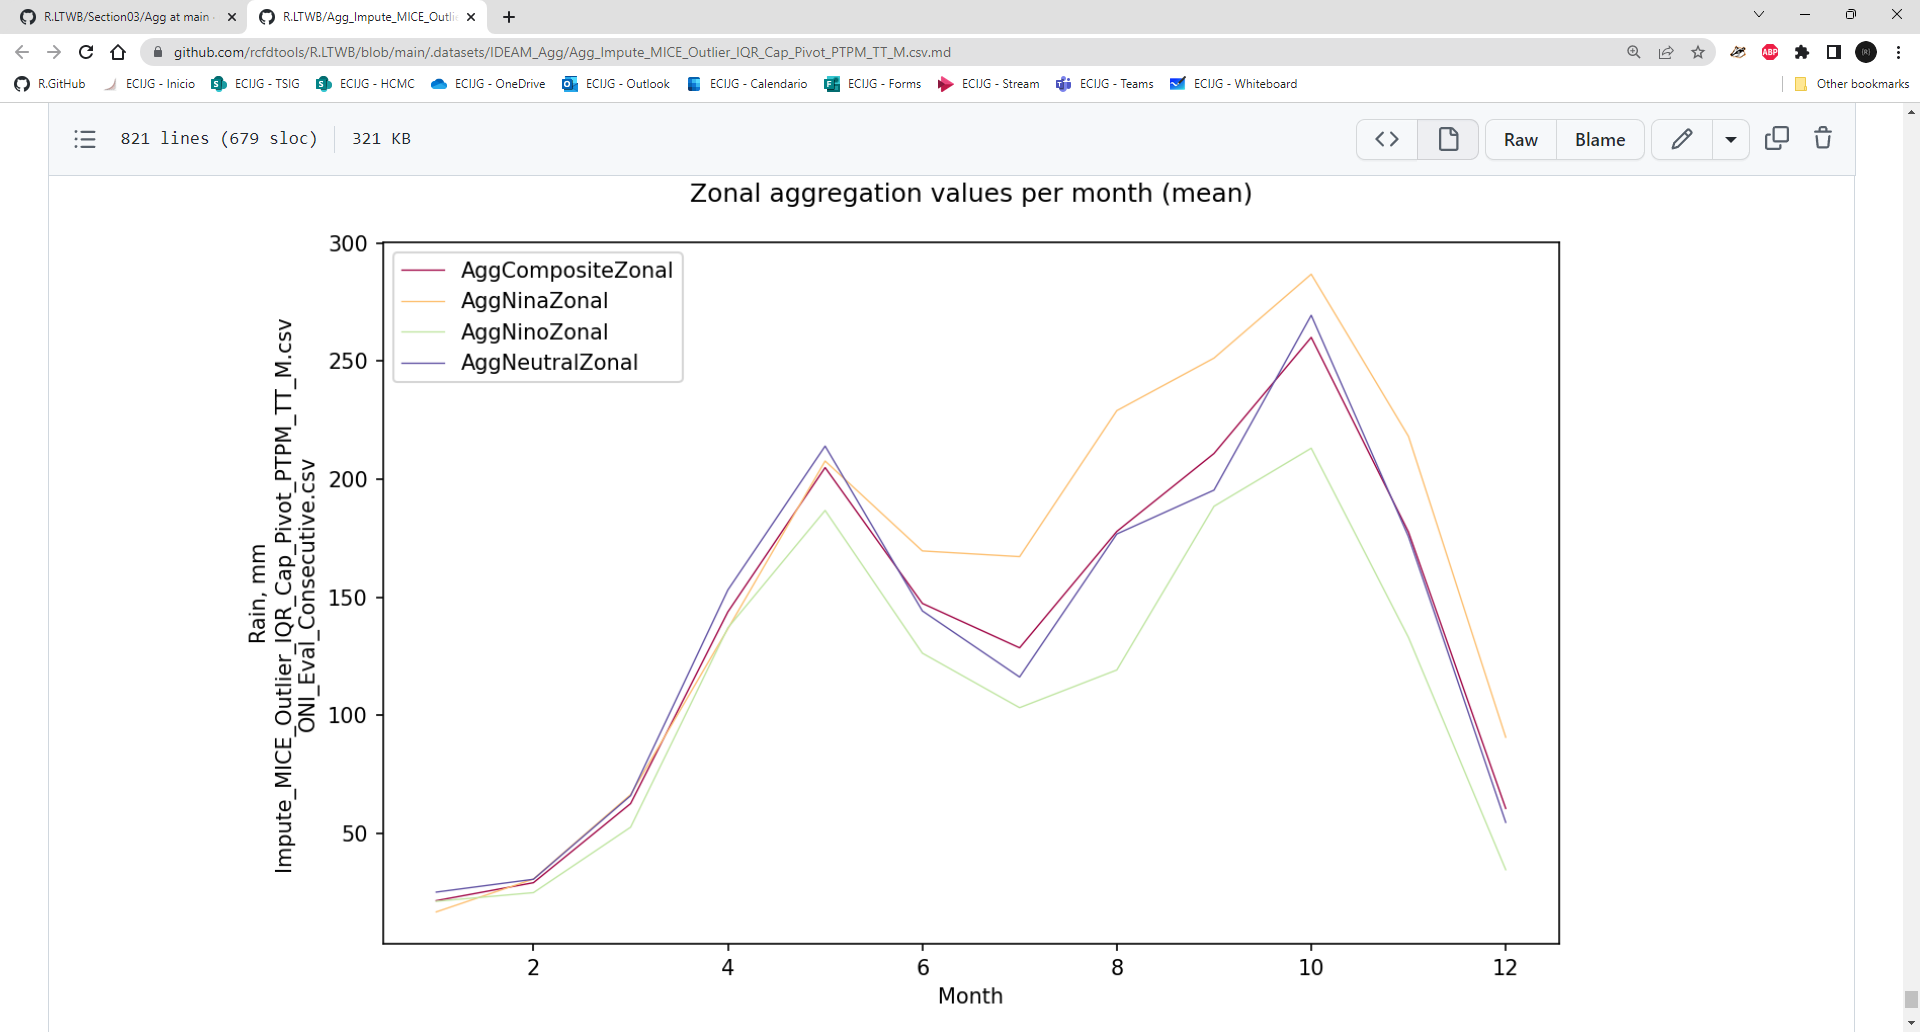 R.LTWB/Section03/Agg at main
R.LTWB/Agg_Impute_MICE_Outli
github.com/rcfdtools/R.LTWB/blob/main/.datasets/IDEAM_Agg/Agg_Impute_MICE_Outlier_IQR_Cap_Pivot_PTPM_TT_M.csv.md
ABP
R.GitHub
ECIJG - Inicio
ECIJG - TSIG
ECIJG - HCMC
ECIJG - OneDrive
ECIJG - Outlook
ECIJG - Calendario
ECIJG - Forms
ECIJG - Stream
ECIJG - Teams
ECIJG - Whiteboard
Other bookmarks
821 lines (679 sloc)
321 KB
Raw
Blame
Zonal aggregation values per month (mean)
AggCompositeZonal
AggNinaZonal
AggNinoZonal
AggNeutralZonal
300
250
200
150
100
50
Rain, mm
Impute_MICE_Outlier_IQR_Cap_Pivot_PTPM_TT_M.csv
ONI_Eval_Consecutive.csv
2 4 6 8 10 12
Month